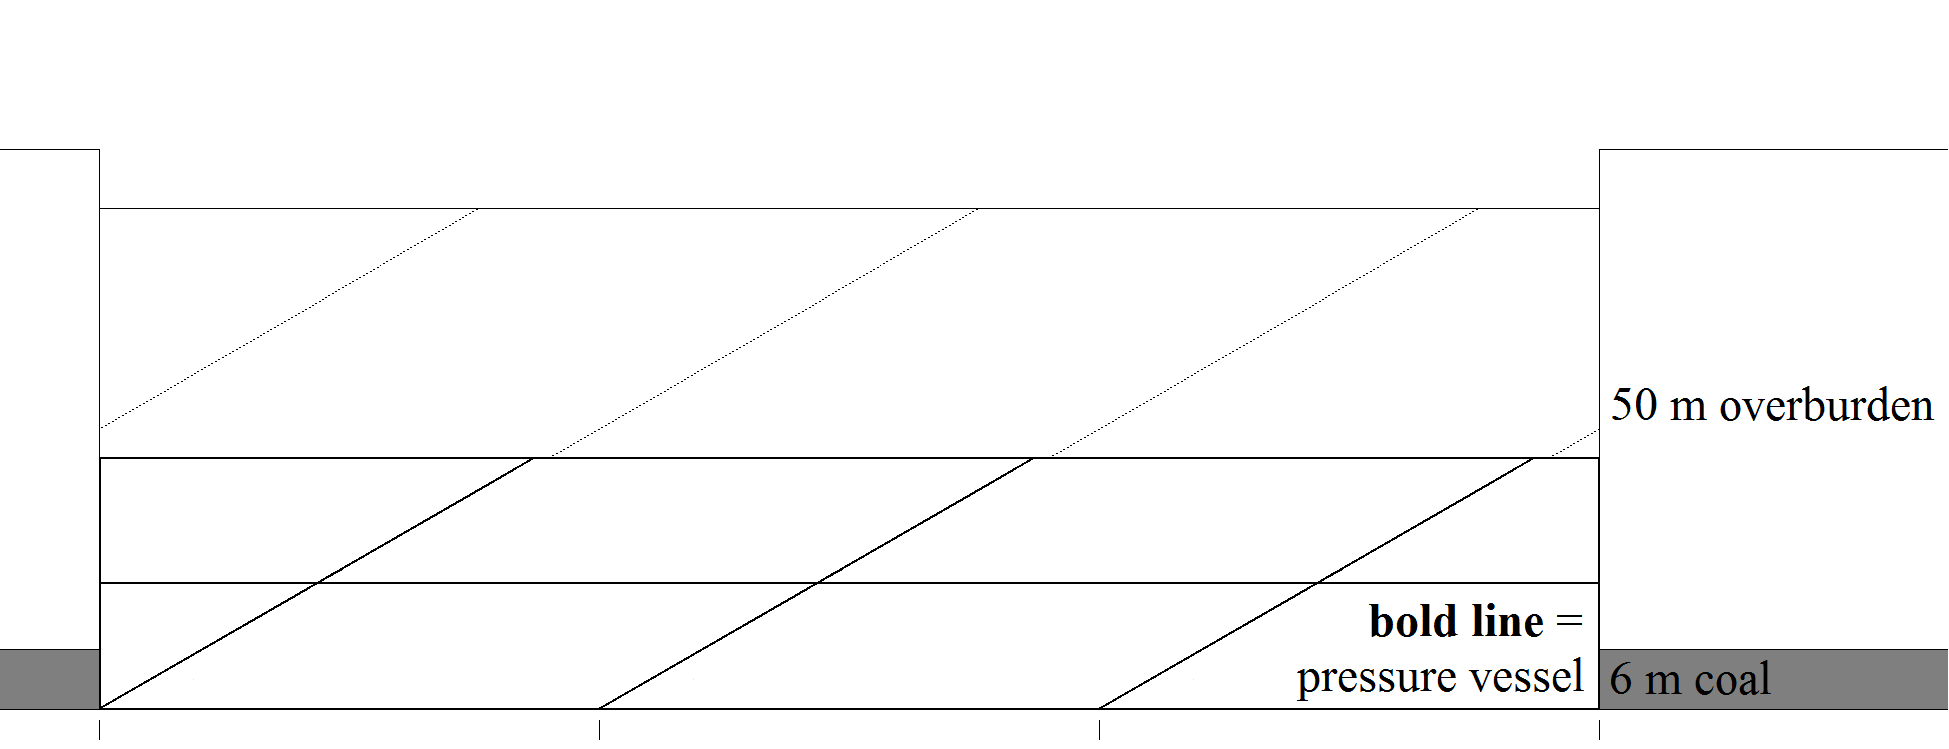 50 m overburden
bold line =
pressure vessel
6 m coal